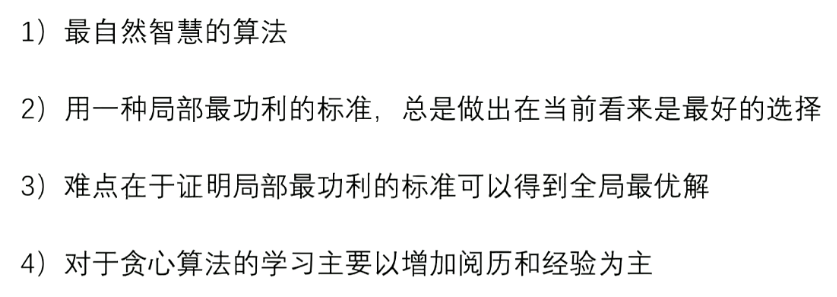 1）最自然智慧的算法
2）用一种局部最功利的标准，总是做出在当前看来是最好的选择
3）难点在于证明局部最功利的标准可以得到全局最优解
4）对于贪心算法的学习主要以增加阅历和经验为主